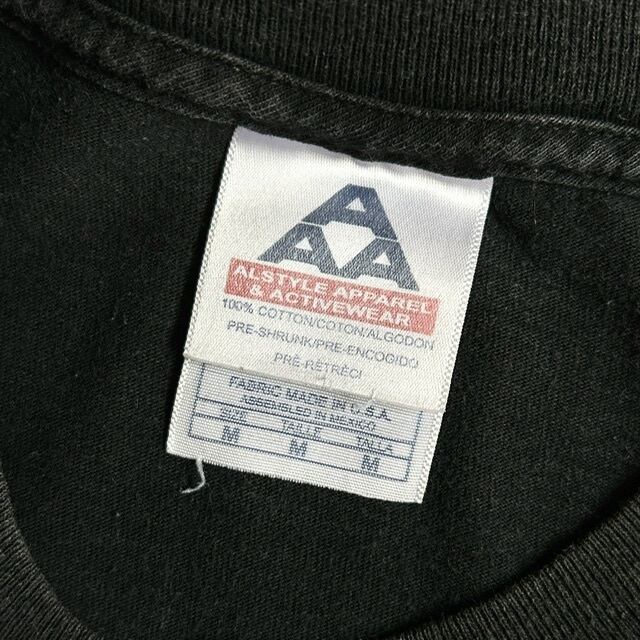 A
A A
ALSTYLE APPAREL
& ACTIVEWEAR
100% COTTON/COTON/ALGODON
PRE-SHRUNK/PRE-ENCOGIDO
PRÉ-RÉTRÉCI
FABRIC MADE IN U.S.A.
ASSEMBLED IN MEXICO
SIZE TAILLE TALLA
M M M